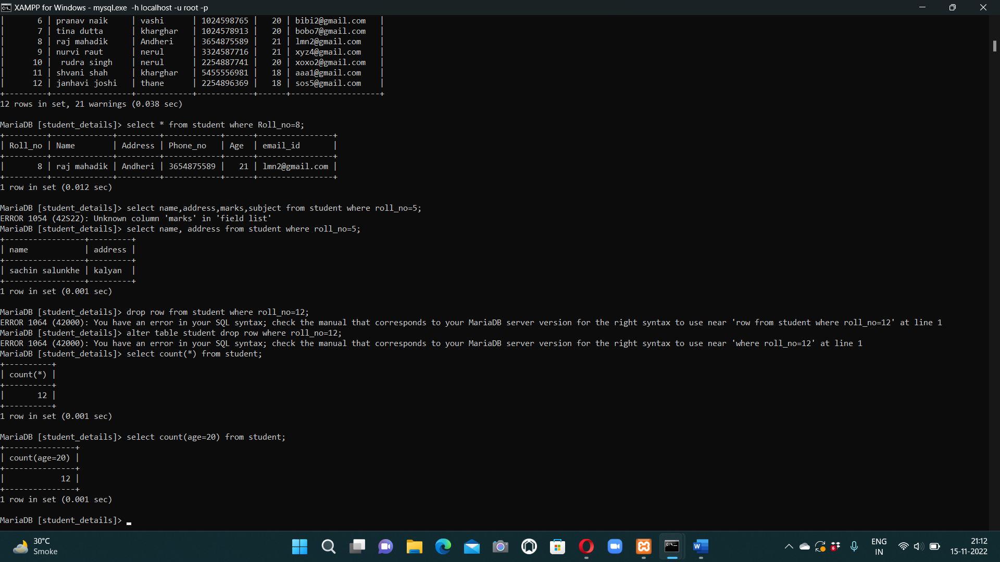 XAMPP for Windows - mysql.exe  -h localhost -u root -p
|       6 | pranav naik     | vashi      | 1024598765 |   20 | bibi2@gmail.com   |
|       7 | tina dutta      | kharghar   | 1024578913 |   20 | bobo7@gmail.com   |
|       8 | raj mahadik     | Andheri    | 3654875589 |   21 | lmn2@gmail.com    |
|       9 | nurvi raut      | nerul      | 3324587716 |   21 | xyz4@gmail.com    |
|      10 |  rudra singh    | nerul      | 2254887741 |   20 | xoxo2@gmail.com   |
|      11 | shvani shah     | kharghar   | 5455556981 |   18 | aaa1@gmail.com    |
|      12 | janhavi joshi   | thane      | 2254896369 |   18 | sos5@gmail.com    |
+---------+-----------------+------------+------------+------+-------------------+
12 rows in set, 21 warnings (0.038 sec)
MariaDB [student_details]> select * from student where Roll_no=8;
+---------+-------------+---------+------------+------+----------------+
| Roll_no | Name        | Address | Phone_no   | Age  | email_id       |
+---------+-------------+---------+------------+------+----------------+
|       8 | raj mahadik | Andheri | 3654875589 |   21 | lmn2@gmail.com |
+---------+-------------+---------+------------+------+----------------+
1 row in set (0.012 sec)
MariaDB [student_details]> select name,address,marks,subject from student where roll_no=5;
ERROR 1054 (42S22): Unknown column 'marks' in 'field list'
MariaDB [student_details]> select name, address from student where roll_no=5;
+-----------------+---------+
| name            | address |
+-----------------+---------+
| sachin salunkhe | kalyan  |
+-----------------+---------+
1 row in set (0.001 sec)
MariaDB [student_details]> drop row from student where roll_no=12;
ERROR 1064 (42000): You have an error in your SQL syntax; check the manual that corresponds to your MariaDB server version for the right syntax to use near 'row from student where roll_no=12' at line 1
MariaDB [student_details]> alter table student drop row where roll_no=12;
ERROR 1064 (42000): You have an error in your SQL syntax; check the manual that corresponds to your MariaDB server version for the right syntax to use near 'where roll_no=12' at line 1
MariaDB [student_details]> select count(*) from student;
+----------+
| count(*) |
+----------+
|       12 |
+----------+
1 row in set (0.001 sec)
MariaDB [student_details]> select count(age=20) from student;
+---------------+
| count(age=20) |
+---------------+
|            12 |
+---------------+
1 row in set (0.001 sec)
MariaDB [student_details]> _
30°C
Smoke
6
ENG
IN
21:12
15-11-2022